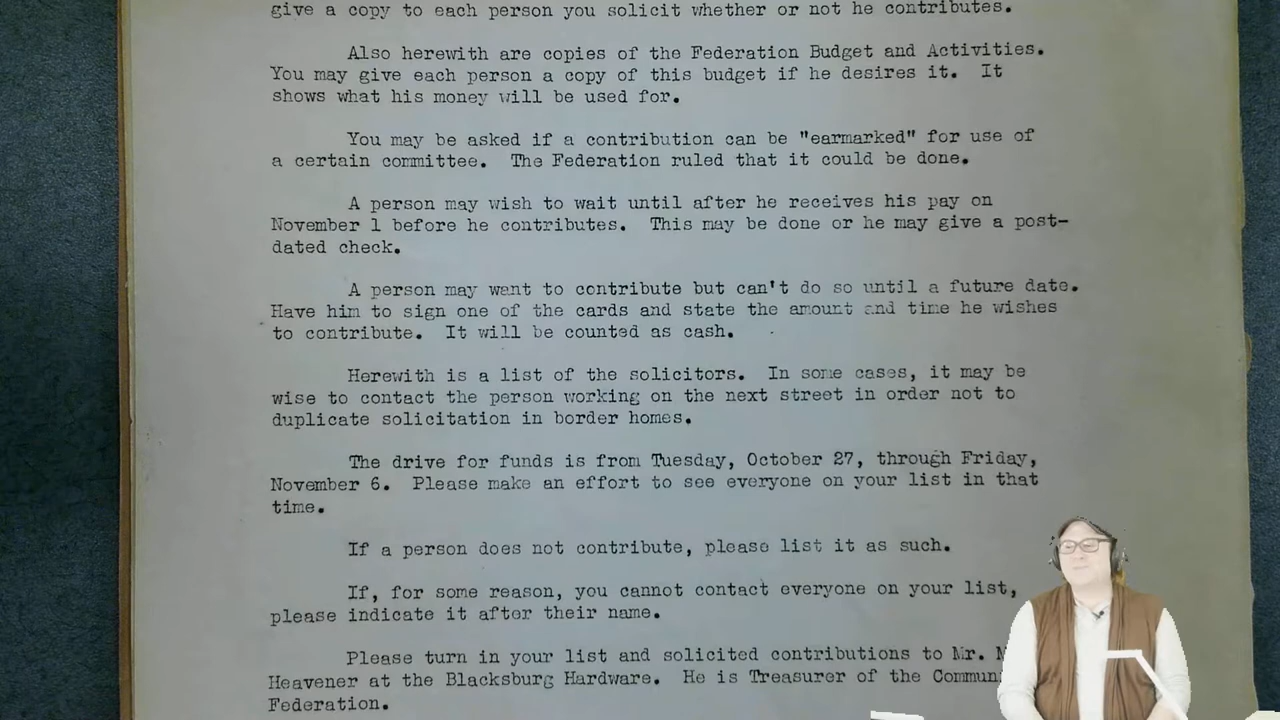 give a copy to each person you solicit whether or not he contributes.
Also herewith are copies of the Federation Budget and Activities.
You may give each person a copy of this budget if he desires it. It
shows what his money will be used for.
You may be asked if a contribution can be "earmarked" for use of
a certain committee. The Federation ruled that it could be done.
A person may wish to wait until after he receives his pay on
November 1 before he contributes. This may be done or he may give a post-
dated check.
A person may want to contribute but can't do so until a future date.
Have him to sign one of the cards and state the amount and time he wishes
to contribute. It will be counted as cash.
Herewith is a list of the solicitors. In some cases, it may be
wise to contact the person working on the next street in order not to
duplicate solicitation in border homes.
The drive for funds is from Tuesday, October 27, through Friday,
November 6. Please make an effort to see everyone on your list in that
time.
If a person does not contribute, please list it as such.
If, for some reason, you cannot contact everyone on your list,
please indicate it after their name.
Please turn in your list and solicited contributions to Mr.
Heavener at the Blacksburg Hardware. He is Treasurer of the
Federation.